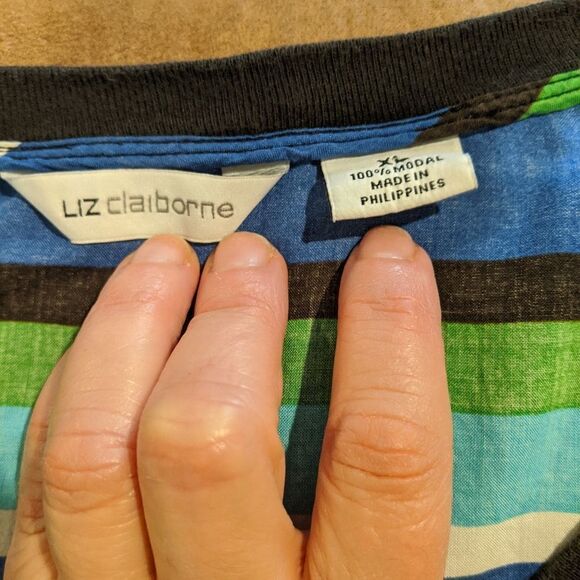 LIZ claiborne
XL
100% MODAL
MADE IN
PHILIPPINES